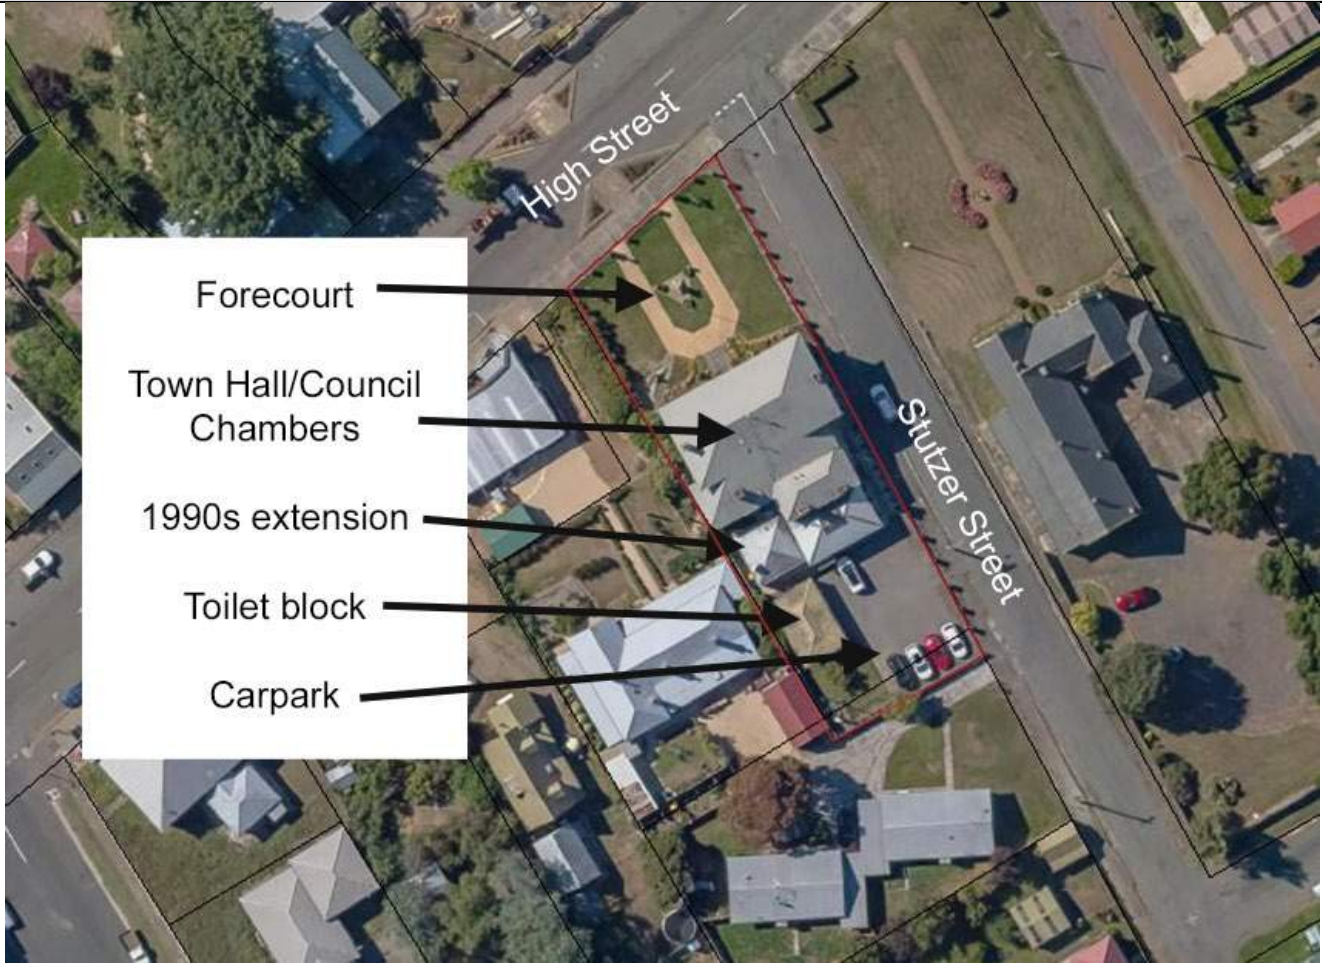 High Street
Forecourt
Town Hall/Council
Chambers
1990s extension
Toilet block
Carpark
Stutzer Street